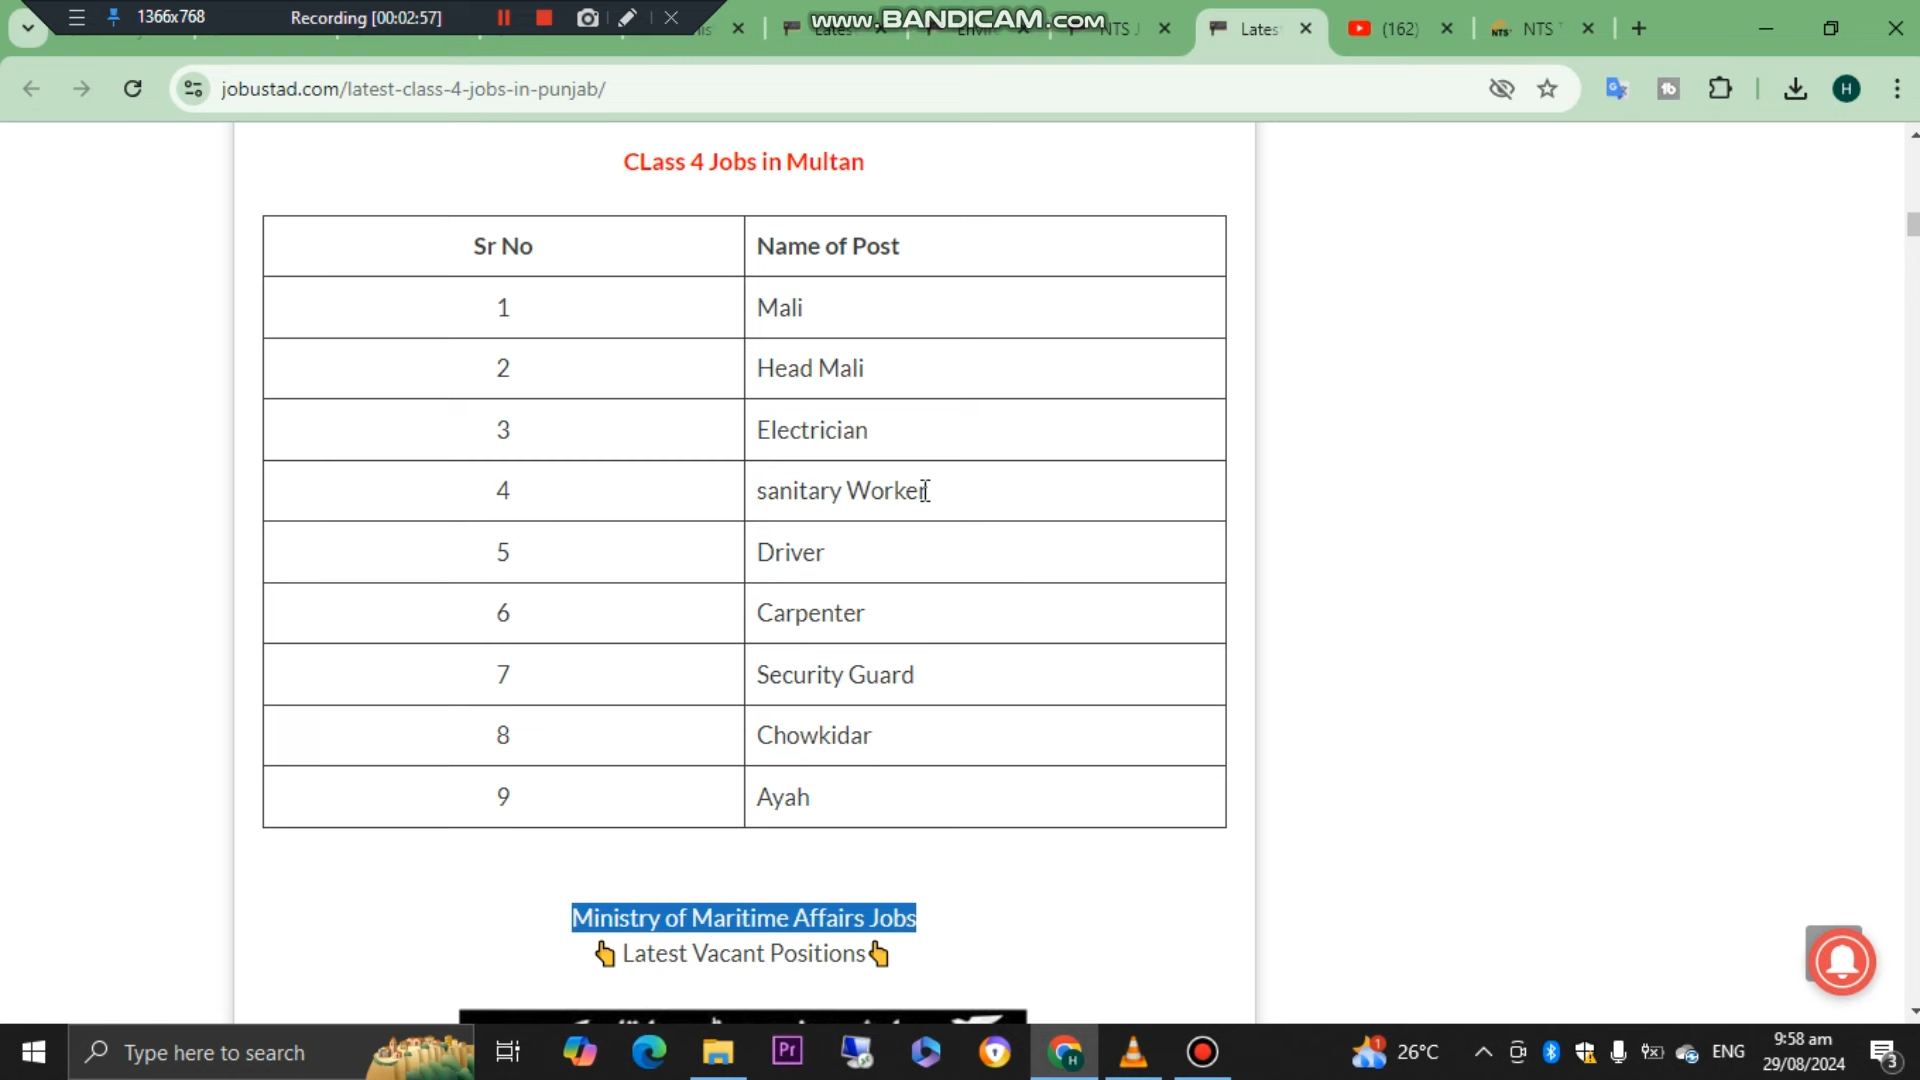 1366x768
Recording [00:02:57]
www.BANDICAM.com
Lates
(162)
NTS
jobustad.com/latest-class-4-jobs-in-punjab/
H
CLass 4 Jobs in Multan
Sr No Name of Post
1 Mali
2 Head Mali
3 Electrician
4 sanitary Worker
5 Driver
6 Carpenter
7 Security Guard
8 Chowkidar
9 Ayah
Ministry of Maritime Affairs Jobs
Latest Vacant Positions
Type here to search
Pr
H
1
26°C
ENG
9:58 am
29/08/2024
3